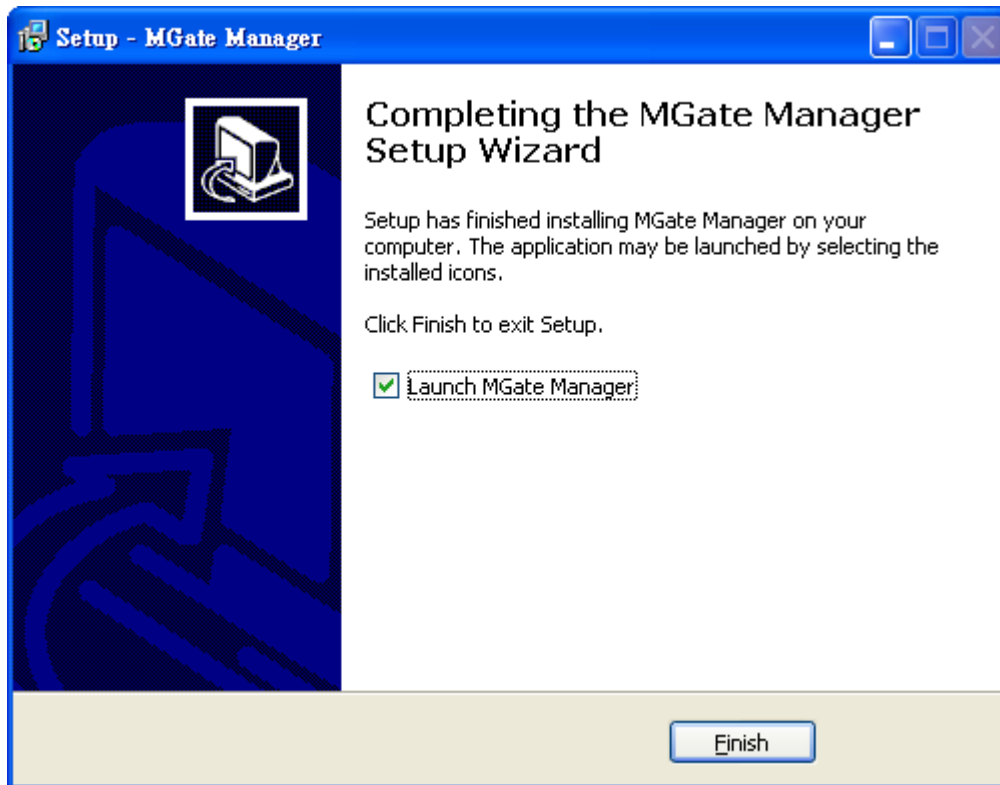 Setup - MGate Manager
Completing the MGate Manager
Setup Wizard
Setup has finished installing MGate Manager on your
computer. The application may be launched by selecting the
installed icons.
Click Finish to exit Setup.
Launch MGate Manager
Finish